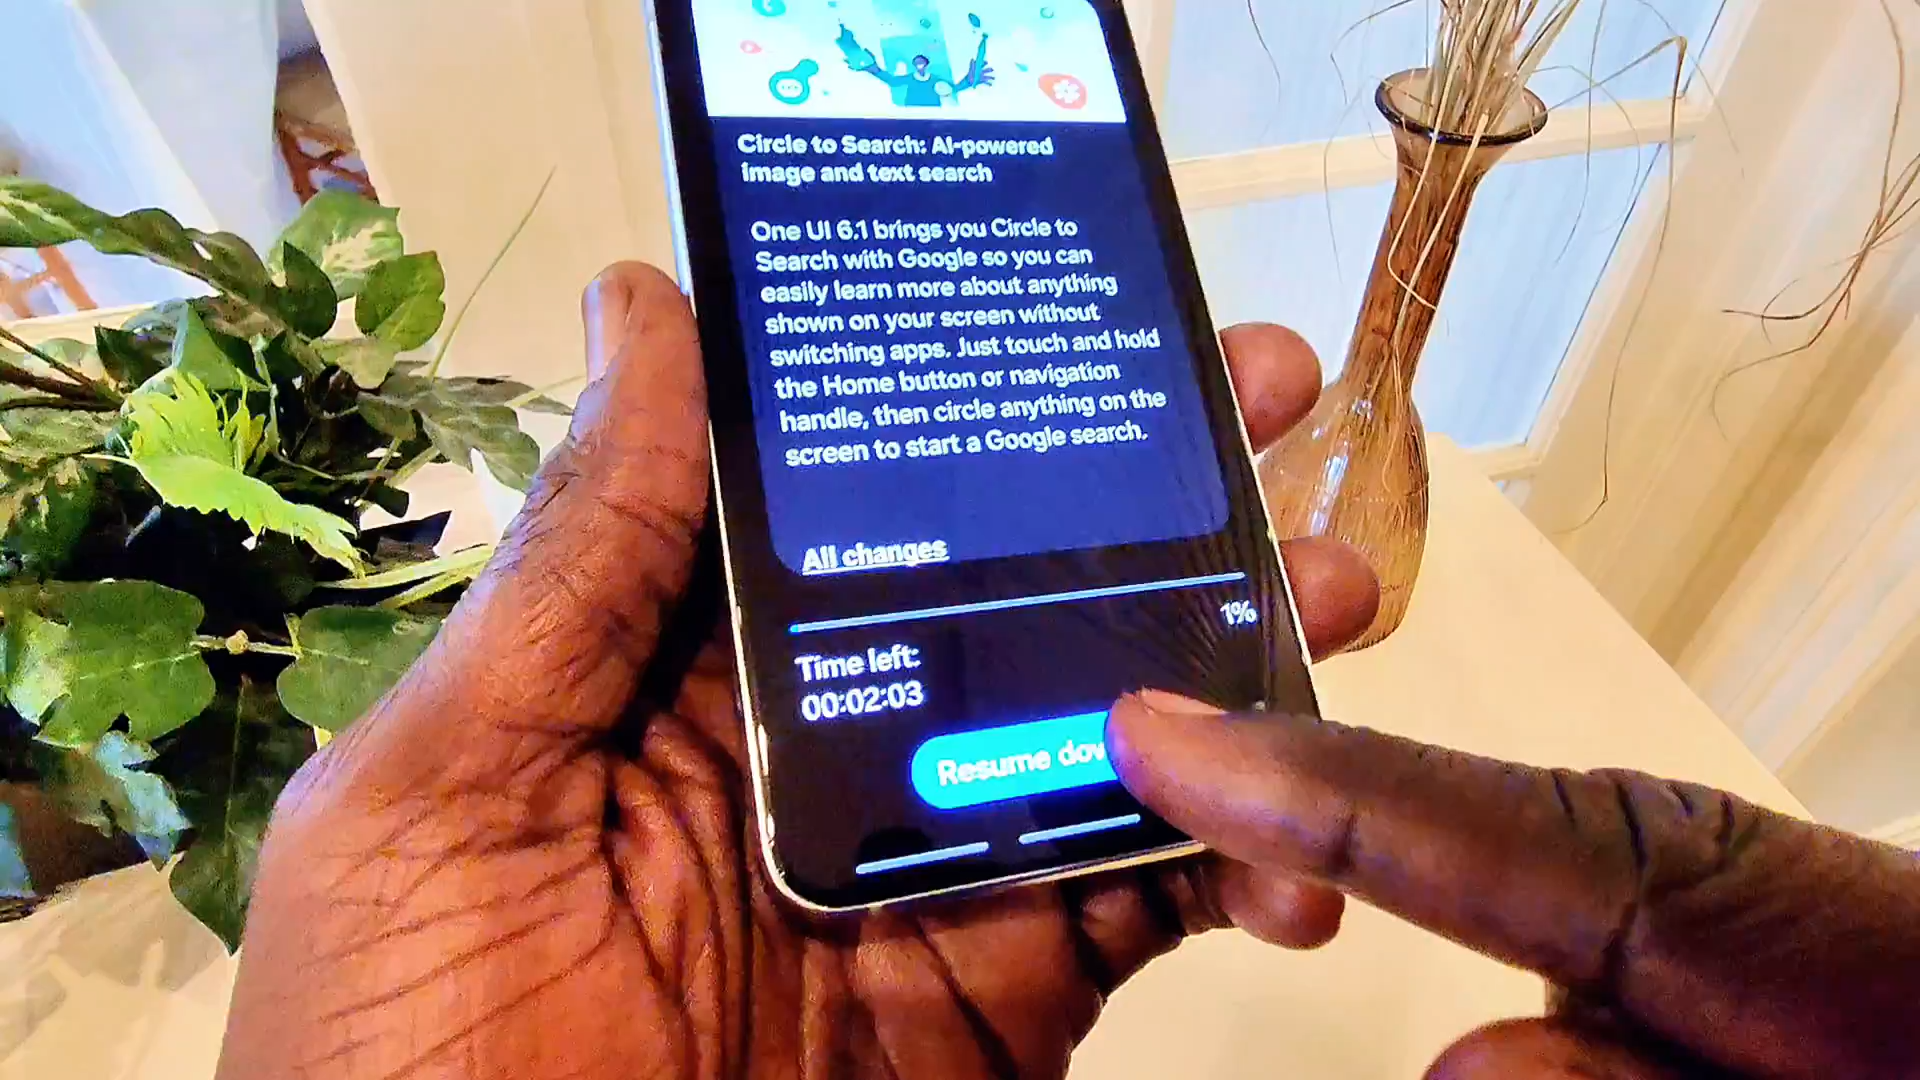 Circle to Search: AI-powered
image and text search
One UI 6.1 brings you Circle to
Search with Google so you can
easily learn more about anything
shown on your screen without
switching apps. Just touch and hold
the Home button or navigation
handle, then circle anything on the
screen to start a Google search.
All changes
1%
Time left:
00:02:03
Resume